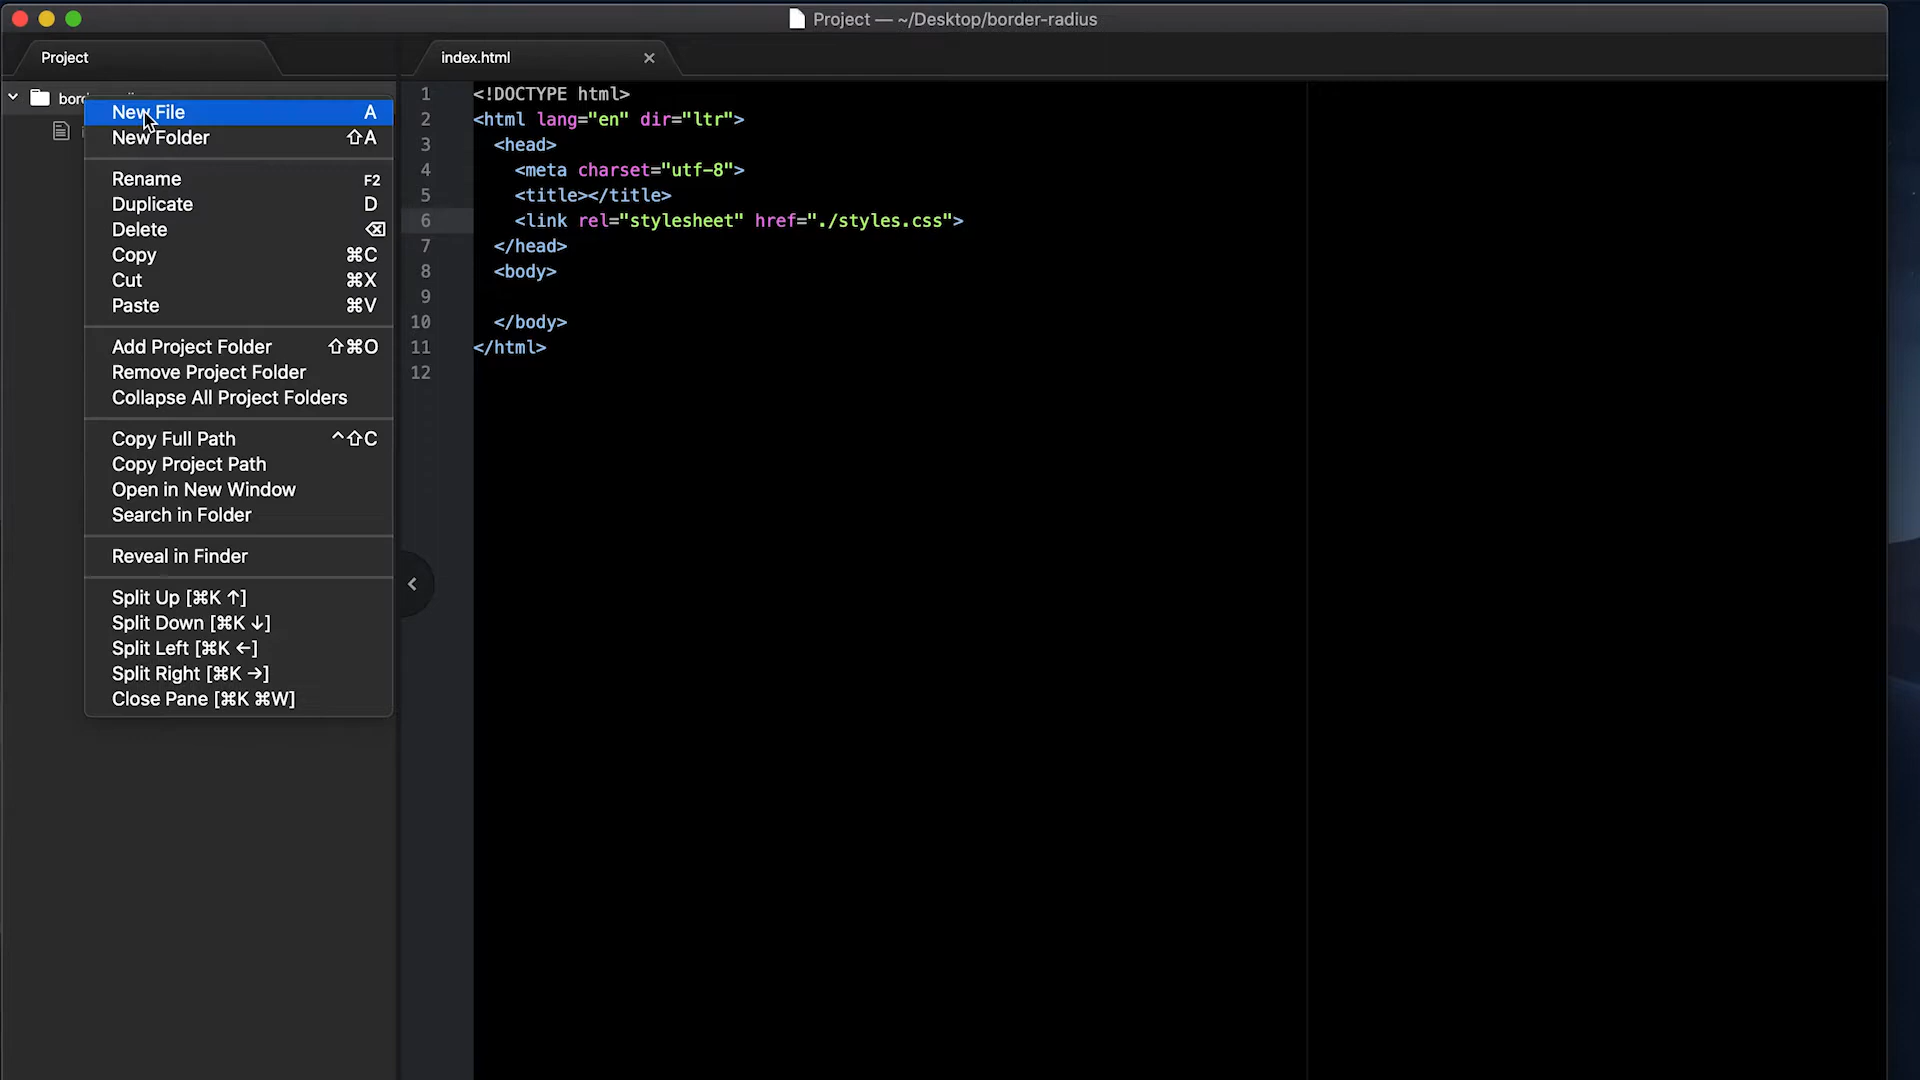 Project — ~/Desktop/border-radius
Project
index.html
New File A
New Folder ⇧A
Rename F2
Duplicate D
Delete ⌫
Copy ⌘C
Cut ⌘X
Paste ⌘V
Add Project Folder ⇧⌘O
Remove Project Folder
Collapse All Project Folders
Copy Full Path ^⇧C
Copy Project Path
Open in New Window
Search in Folder
Reveal in Finder
Split Up [⌘K ↑]
Split Down [⌘K ↓]
Split Left [⌘K ←]
Split Right [⌘K →]
Close Pane [⌘K ⌘W]
1 <!DOCTYPE html>
2 <html lang="en" dir="ltr">
3 <head>
4 <meta charset="utf-8">
5 <title></title>
6 <link rel="stylesheet" href="./styles.css">
7 </head>
8 <body>
9
10 </body>
11 </html>
12